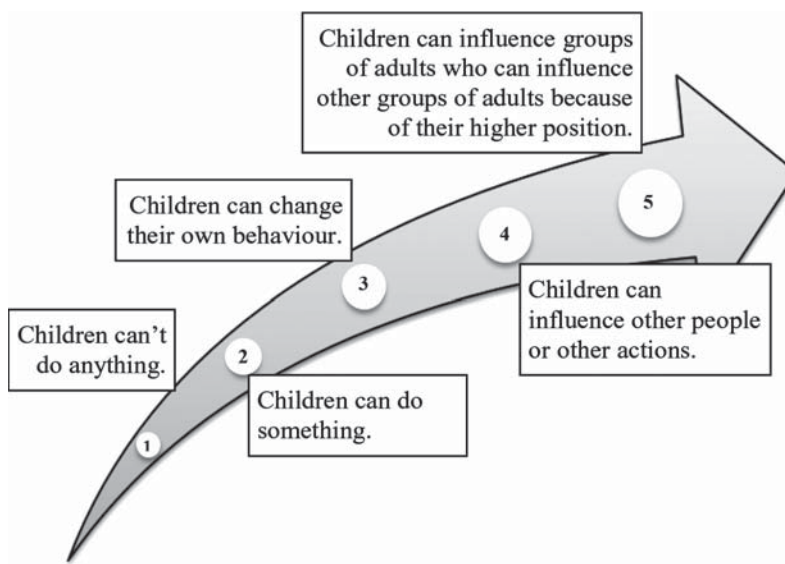 Children can influence groups
of adults who can influence
other groups of adults because
of their higher position.
Children can change
their own behaviour.
5
4
3
Children can
influence other people
or other actions.
Children can't
do anything.
2
Children can do
something.
1